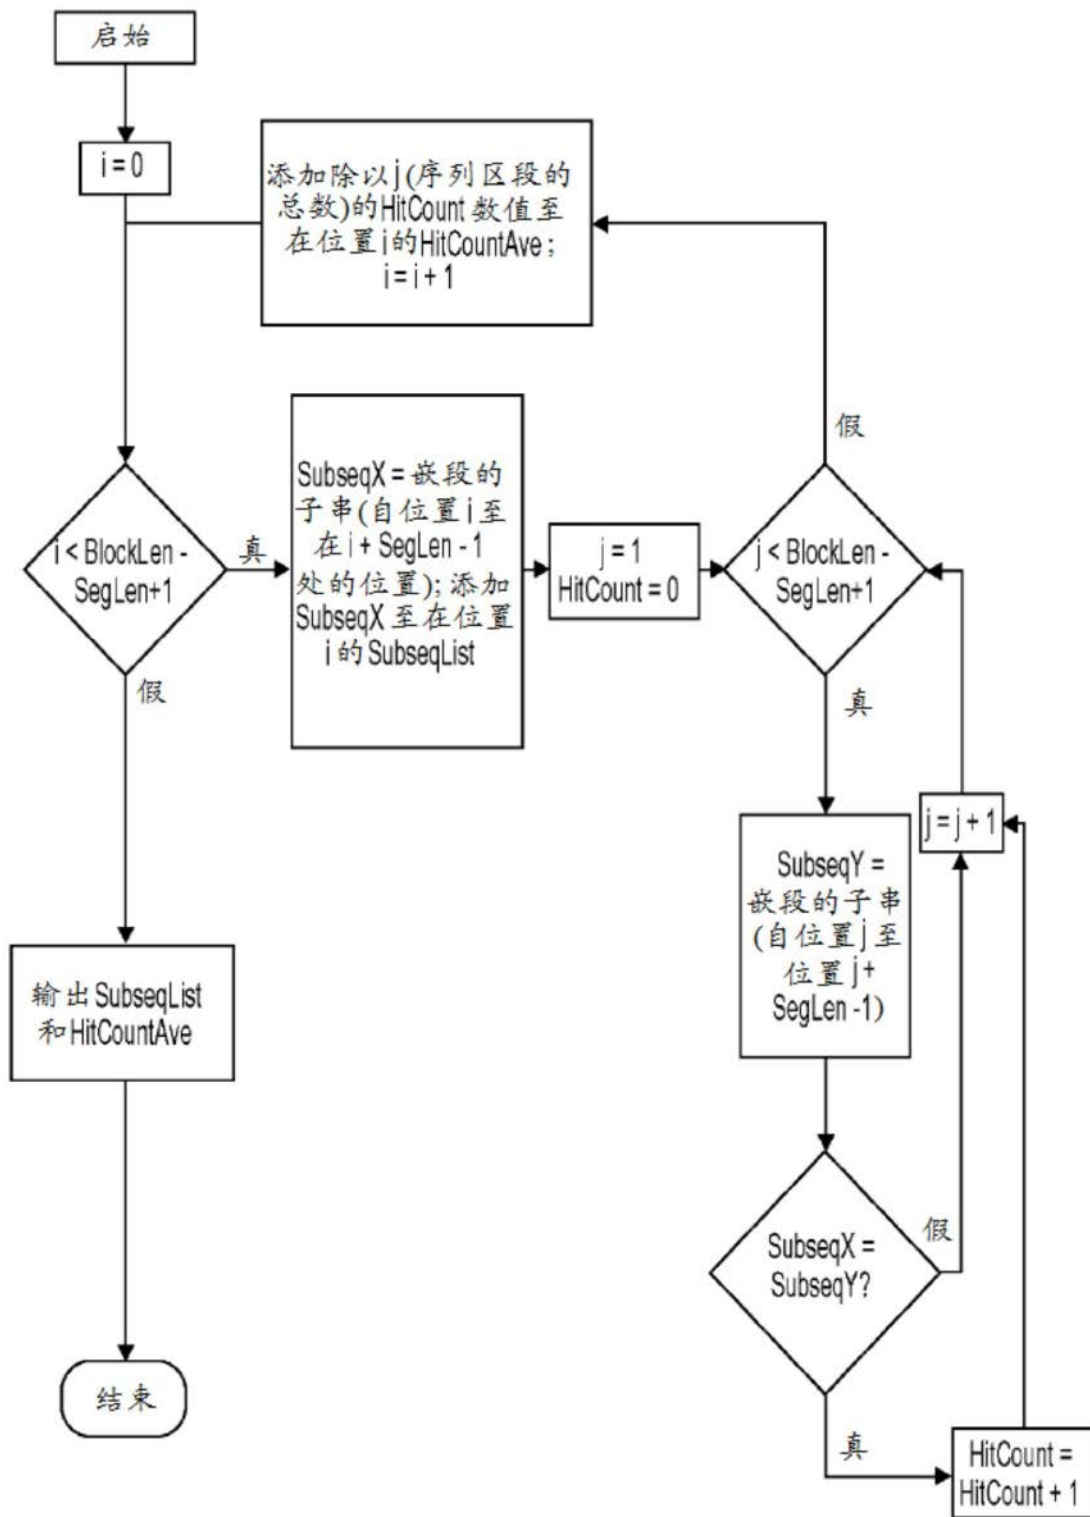 启始
i = 0
添加除以j(序列区段的
总数)的HitCount 数值至
在位置i的HitCountAve;
i = i + 1
假
i < BlockLen -
SegLen+1
真
SubseqX = 嵌段的
子串(自位置i至
在i + SegLen - 1
处的位置); 添加
SubseqX 至在位置
i的SubseqList
j = 1
HitCount = 0
j < BlockLen -
SegLen+1
假
真
j = j + 1
SubseqY =
嵌段的子串
(自位置j至
位置j+
SegLen -1)
输出SubseqList
和HitCountAve
SubseqX =
SubseqY?
假
结束
真
HitCount =
HitCount + 1